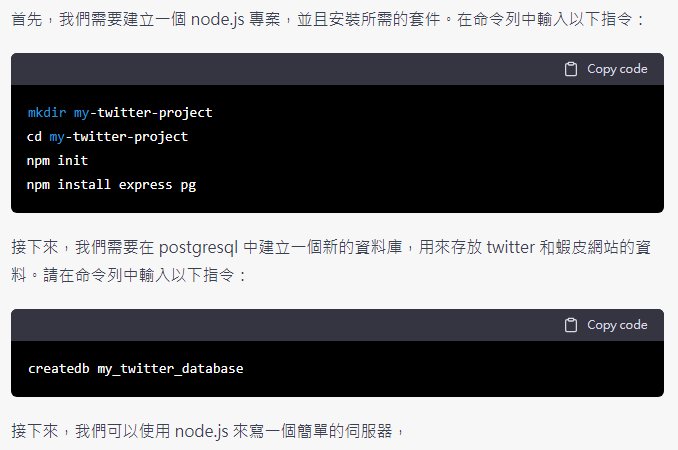 首先，我們需要建立一個 node.js 專案，並且安裝所需的套件。在命令列中輸入以下指令：
Copy code
mkdir my-twitter-project
cd my-twitter-project
npm init
npm install express pg
接下來，我們需要在 postgresql 中建立一個新的資料庫，用來存放 twitter 和蝦皮網站的資
料。請在命令列中輸入以下指令：
Copy code
createdb my_twitter_database
接下來，我們可以使用 node.js 來寫一個簡單的伺服器，